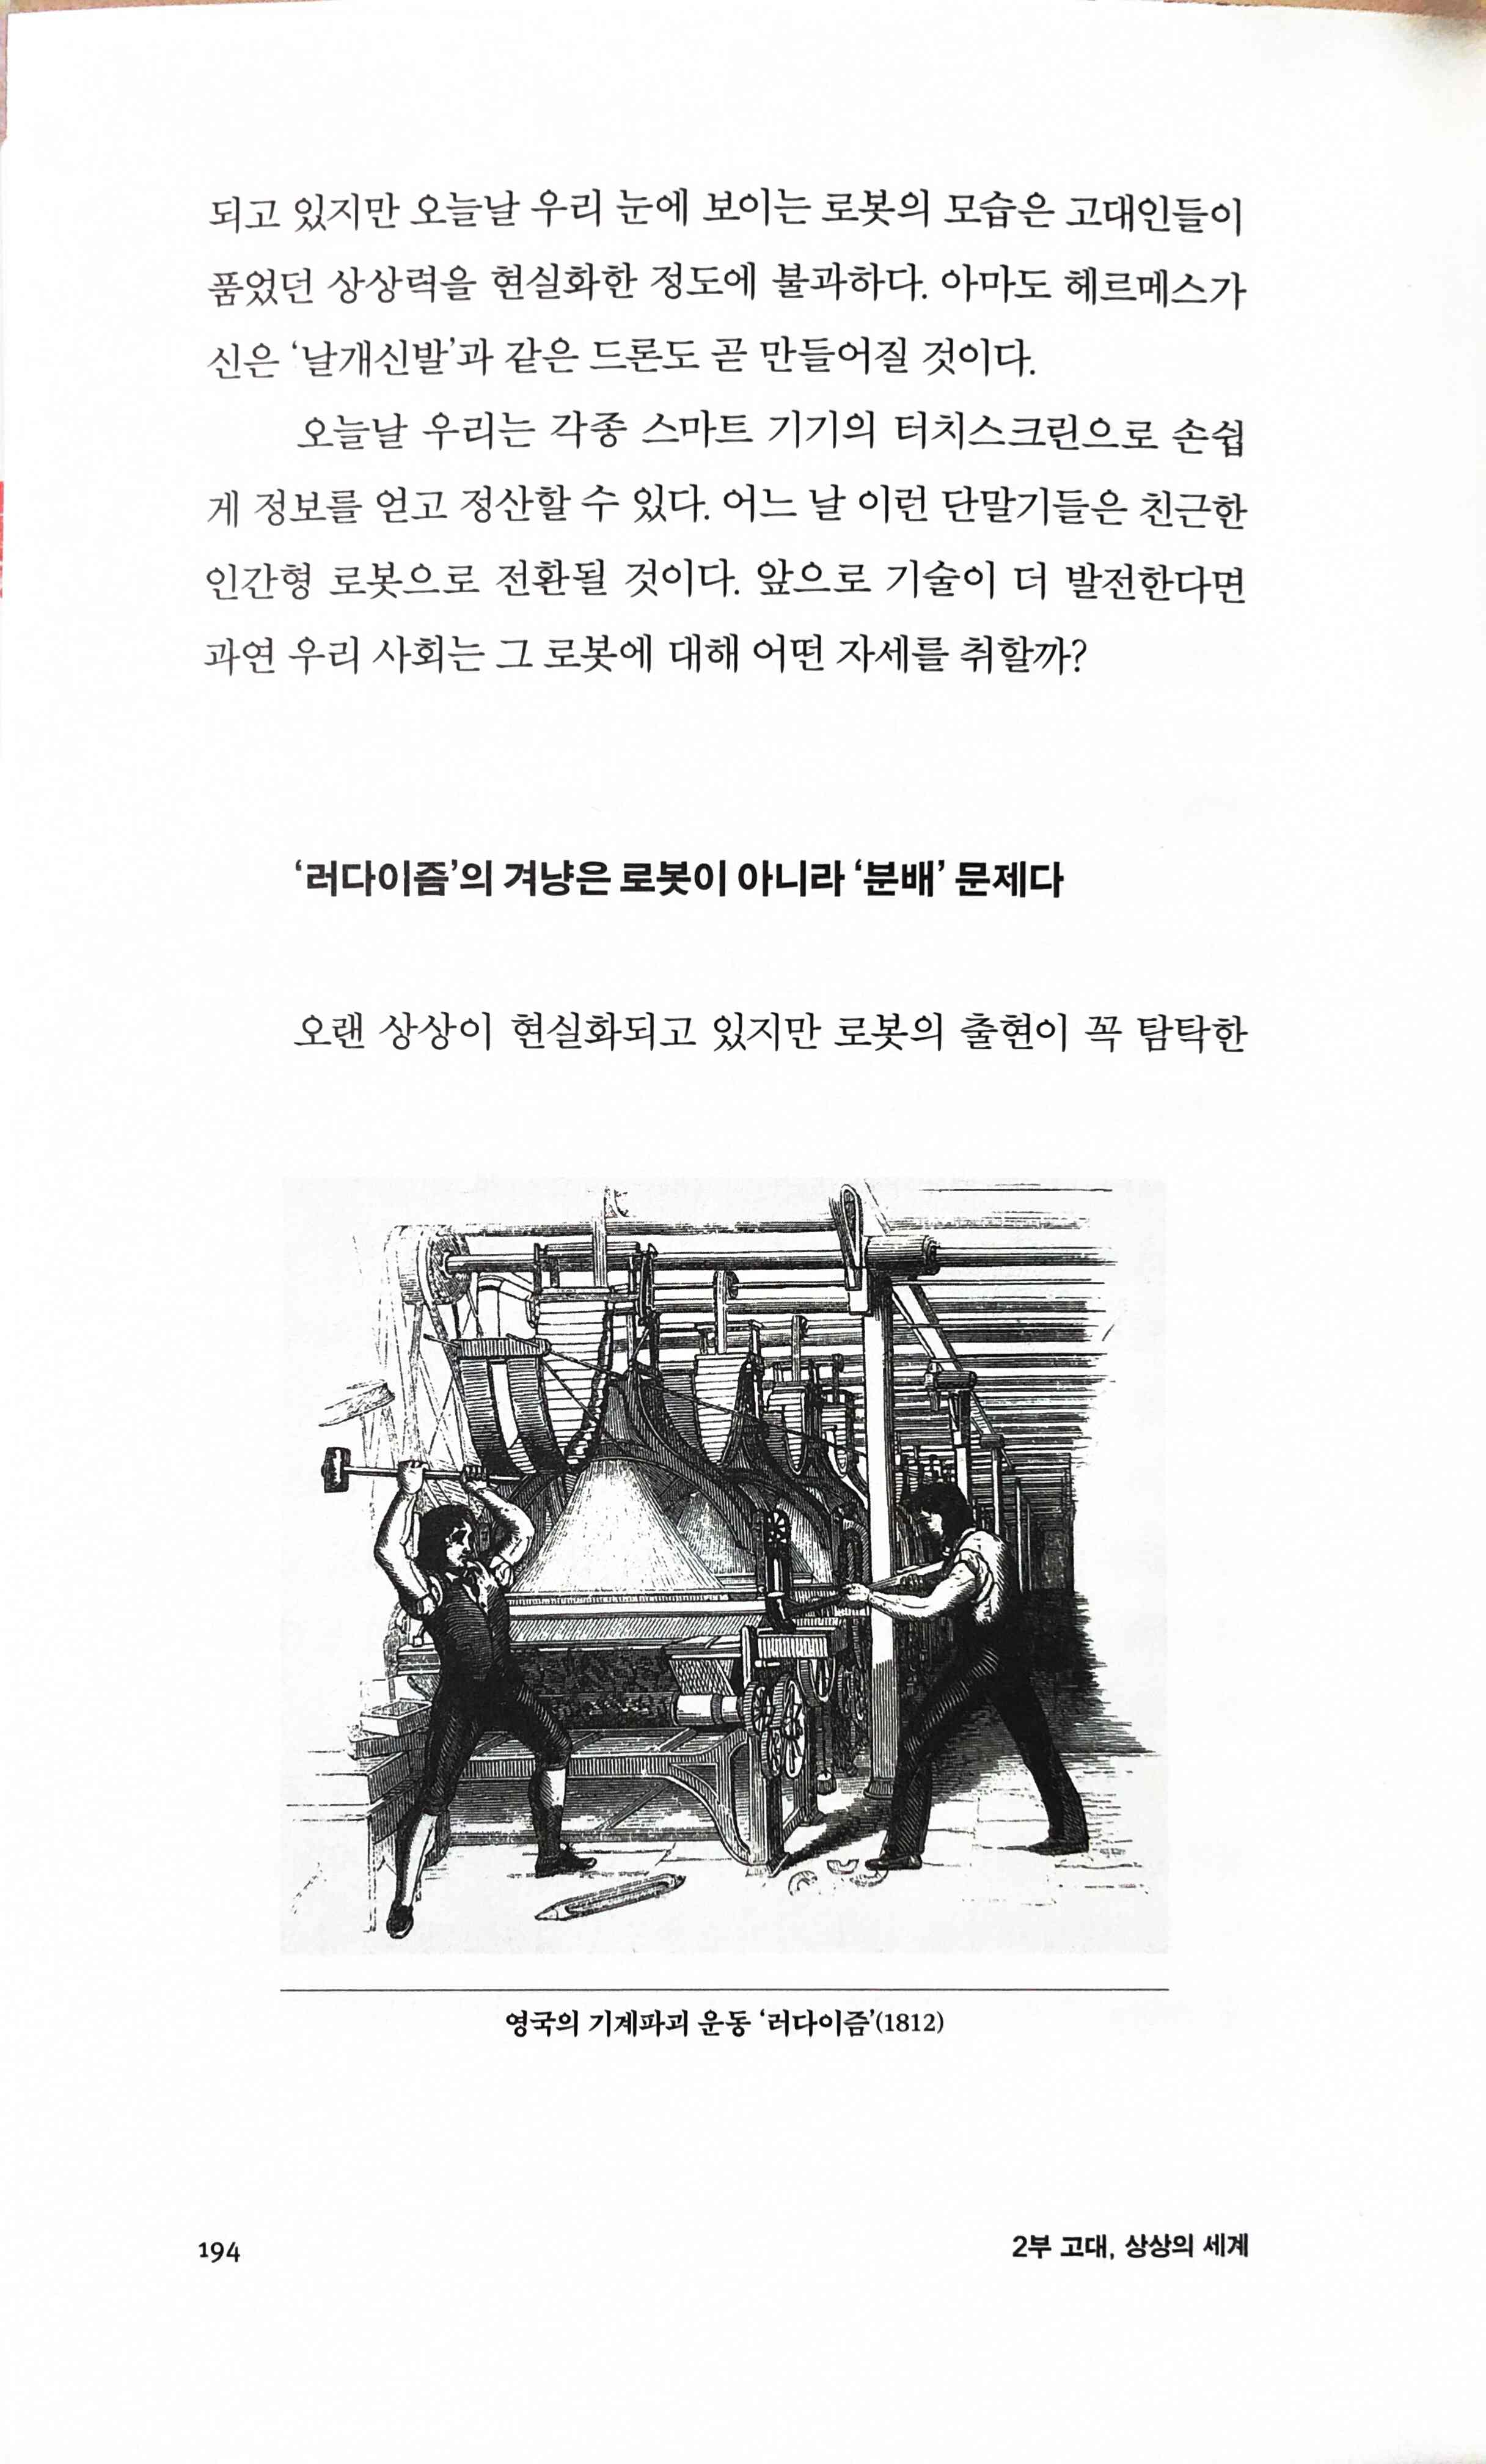 되고 있지만 오늘날 우리 눈에 보이는 로봇의 모습은 고대인들이
품었던 상상력을 현실화한 정도에 불과하다. 아마도 헤르메스가
신은 ‘날개신발’과 같은 드론도 곧 만들어질 것이다.
오늘날 우리는 각종 스마트 기기의 터치스크린으로 손쉽
게 정보를 얻고 정산할 수 있다. 어느 날 이런 단말기들은 친근한
인간형 로봇으로 전환될 것이다. 앞으로 기술이 더 발전한다면
과연 우리 사회는 그 로봇에 대해 어떤 자세를 취할까?
‘러다이즘’의 겨냥은 로봇이 아니라 ‘분배’ 문제다
오랜 상상이 현실화되고 있지만 로봇의 출현이 꼭 탐탁한
영국의 기계파괴 운동 ‘러다이즘’(1812)
194
2부 고대, 상상의 세계